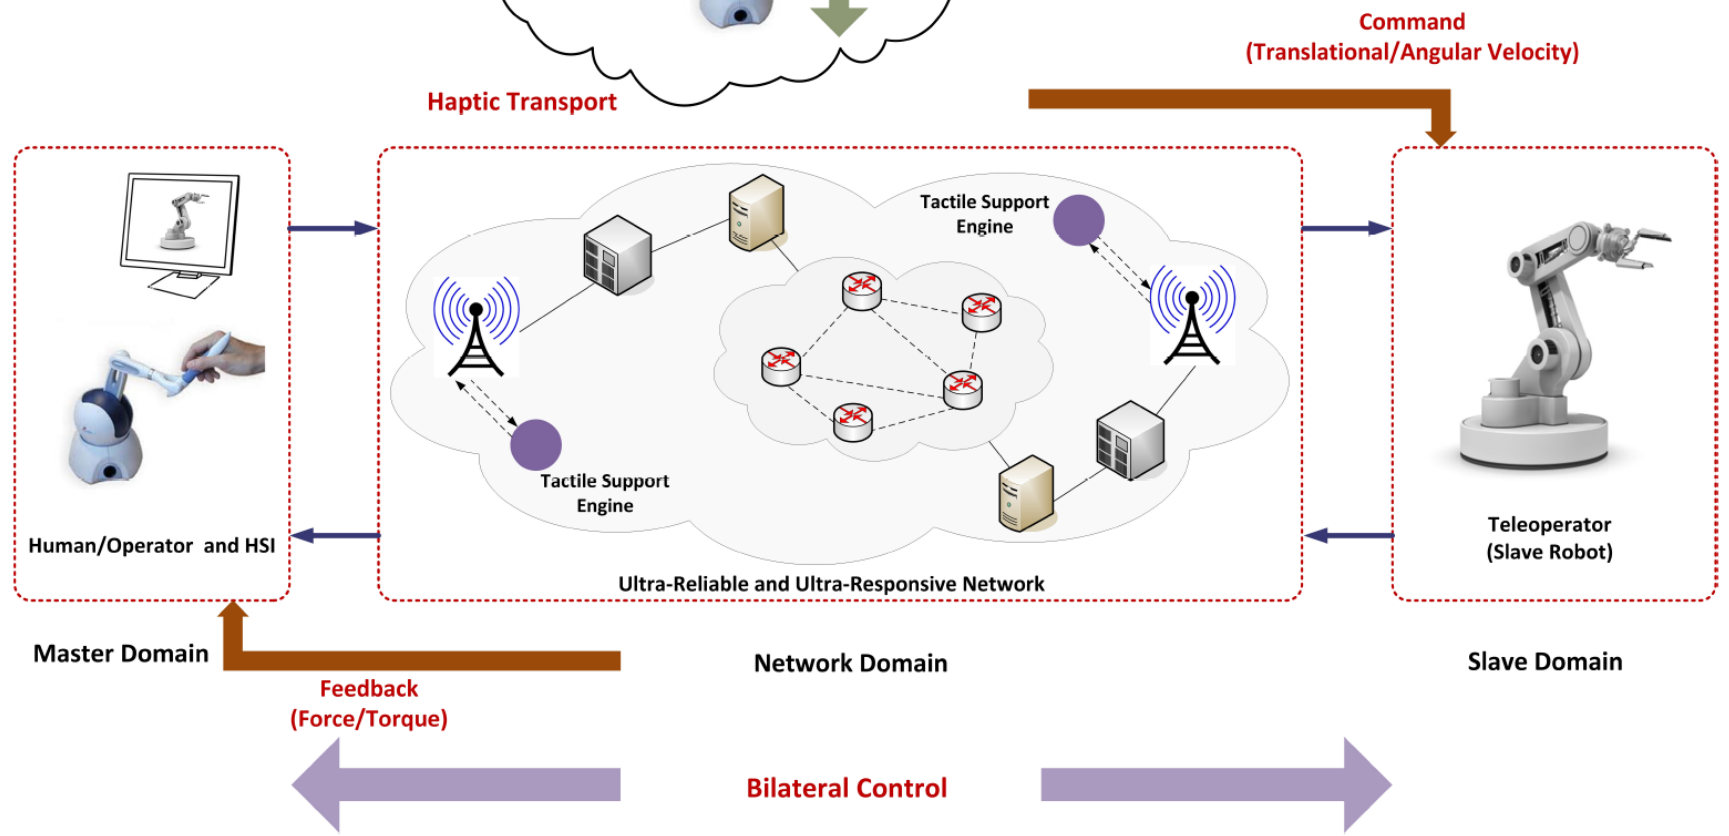 Command
(Translational/Angular Velocity)
Haptic Transport
Tactile Support
Engine
Tactile Support
Engine
Human/Operator and HSI
Teleoperator
(Slave Robot)
Ultra-Reliable and Ultra-Responsive Network
Master Domain
Network Domain
Slave Domain
Feedback
(Force/Torque)
Bilateral Control